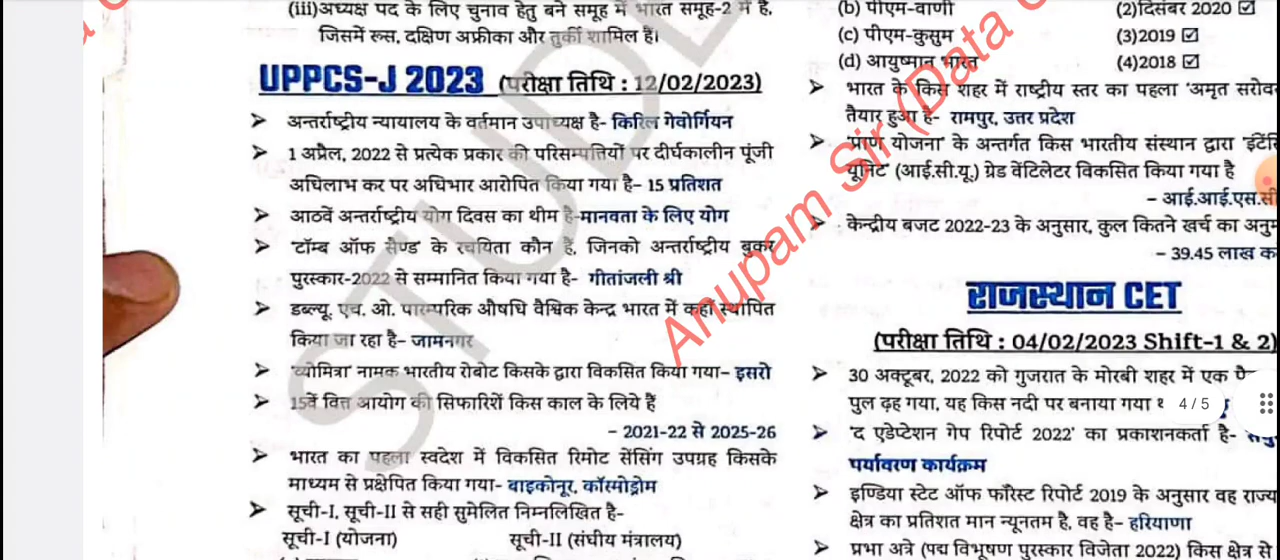 (iii)अध्यक्ष पद के लिए चुनाव हेतु बने समूह में भारत समूह-2 में है,
जिसमें रूस, दक्षिण अफ्रीका और तुर्की शामिल हैं।
UPPCS-J 2023 (परीक्षा तिथि : 12/02/2023)
➤ अन्तर्राष्ट्रीय न्यायालय के वर्तमान उपाध्यक्ष है- किरिल गेवोर्गियन
➤ 1 अप्रैल, 2022 से प्रत्येक प्रकार की परिसम्पत्तियों पर दीर्घकालीन पूंजी
अधिलाभ कर पर अधिभार आरोपित किया गया है- 15 प्रतिशत
➤ आठवें अन्तर्राष्ट्रीय योग दिवस का थीम है-मानवता के लिए योग
➤ 'टॉम्ब ऑफ सैण्ड' के रचयिता कौन हैं, जिनको अन्तर्राष्ट्रीय बुकर
पुरस्कार-2022 से सम्मानित किया गया है- गीतांजली श्री
➤ डब्ल्यू. एच. ओ. पारम्परिक औषधि वैश्विक केन्द्र भारत में कहाँ स्थापित
किया जा रहा है- जामनगर
➤ 'व्योमित्रा' नामक भारतीय रोबोट किसके द्वारा विकसित किया गया- इसरो
➤ 15वें वित्त आयोग की सिफारिशें किस काल के लिये हैं
- 2021-22 से 2025-26
➤ भारत का पहला स्वदेश में विकसित रिमोट सेंसिंग उपग्रह किसके
माध्यम से प्रक्षेपित किया गया- बाइकोनूर, कॉस्मोड्रोम
➤ सूची-I, सूची-II से सही सुमेलित निम्नलिखित है-
सूची-I (योजना) सूची-II (संघीय मंत्रालय)
(b) पीएम-वाणी (2)दिसंबर 2020 ☑
(c) पीएम-कुसुम (3)2019 ☑
(d) आयुष्मान भारत (4)2018 ☑
➤ भारत के किस शहर में राष्ट्रीय स्तर का पहला 'अमृत सरोव
तैयार हुआ है- रामपुर, उत्तर प्रदेश
➤ 'प्राण योजना' के अन्तर्गत किस भारतीय संस्थान द्वारा 'इंटें
यूनिट' (आई.सी.यू.) ग्रेड वेंटिलेटर विकसित किया गया है
- आई.आई.एस.सी
➤ केन्द्रीय बजट 2022-23 के अनुसार, कुल कितने खर्च का अनुम
- 39.45 लाख क
राजस्थान CET
(परीक्षा तिथि : 04/02/2023 Shift-1 & 2)
➤ 30 अक्टूबर, 2022 को गुजरात के मोरबी शहर में एक पै
पुल ढ़ह गया, यह किस नदी पर बनाया गया
4 / 5
➤ 'द एडेप्टेशन गेप रिपोर्ट 2022' का प्रकाशनकर्ता है-
पर्यावरण कार्यक्रम
➤ इण्डिया स्टेट ऑफ फॉरेस्ट रिपोर्ट 2019 के अनुसार वह राज्य
क्षेत्र का प्रतिशत मान न्यूनतम है, वह है- हरियाणा
➤ प्रभा अत्रे (पद्म विभूषण पुरस्कार विजेता 2022) किस क्षेत्र से
Anupam Sir (Data
STUDE